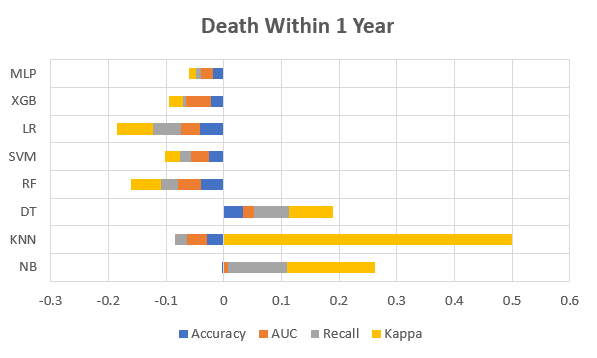 Death Within 1 Year
MLP
XGB
LR
SVM
RF
DT
KNN
NB
-0.3 -0.2 -0.1 0 0.1 0.2 0.3 0.4 0.5 0.6
Accuracy AUC Recall Kappa